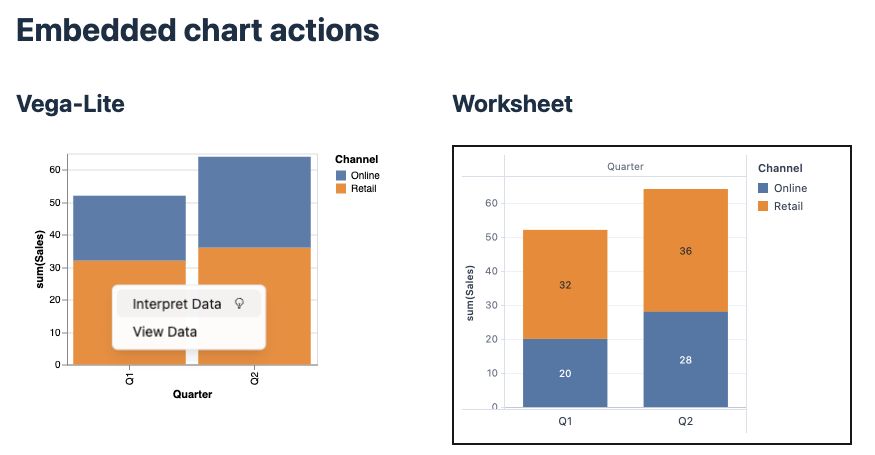 Embedded chart actions
Vega-Lite
Worksheet
Channel
Online
Retail
sum(Sales)
60
50
40
30
20
10
0
Interpret Data
View Data
Q1
Q2
Quarter
Quarter
Channel
Online
Retail
sum(Sales)
60
50
40
30
20
10
0
32
36
20
28
Q1
Q2